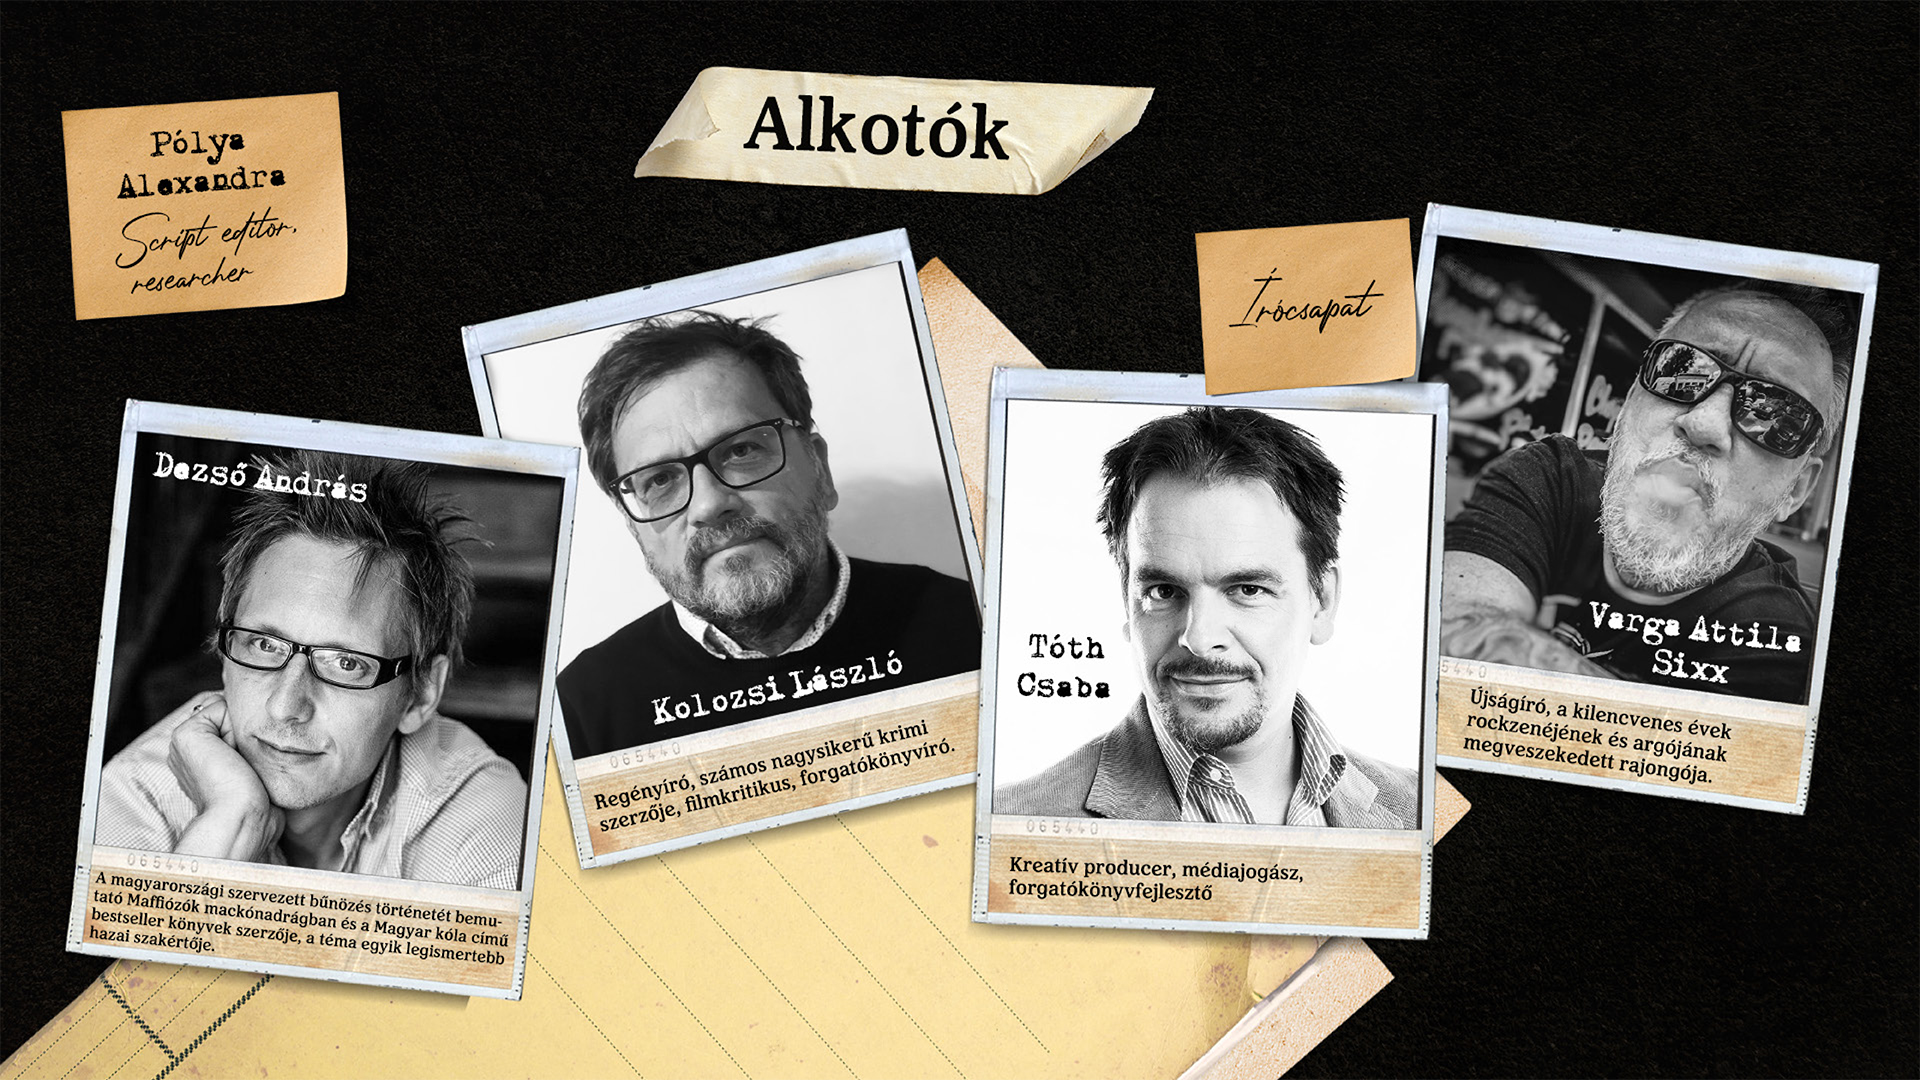 Alkotók
Pólya
Alexandra
Script editor,
researcher
Írócsapat
Dezső András
065440
A magyarországi szervezett bűnözés történetét bemu-
tató Maffiózók mackónadrágban és a Magyar kóla című
bestseller könyvek szerzője, a téma egyik legismertebb
hazai szakértője.
Kolozsi László
065440
Regényíró, számos nagysikerű krimi
szerzője, filmkritikus, forgatókönyvíró.
Tóth
Csaba
065440
Kreatív producer, médiajogász,
forgatókönyvfejlesztő
Varga Attila
Sixx
5440
Újságíró, a kilencvenes évek
rockzenéjének és argójának
megveszekedett rajongója.